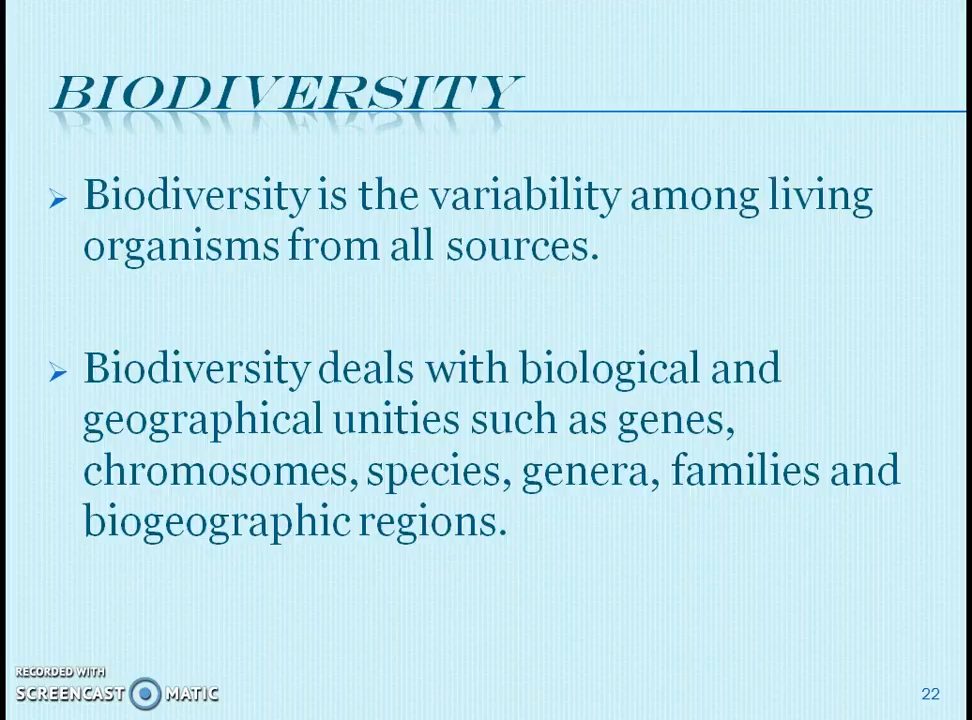 BIODIVERSITY
➢ Biodiversity is the variability among living
organisms from all sources.
➢ Biodiversity deals with biological and
geographical unities such as genes,
chromosomes, species, genera, families and
biogeographic regions.
RECORDED WITH
SCREENCAST MATIC
22